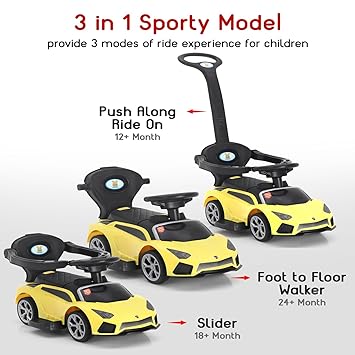 3 in 1 Sporty Model
provide 3 modes of ride experience for children
Push Along
Ride On
12+ Month
Foot to Floor
Walker
24+ Month
Slider
18+ Month